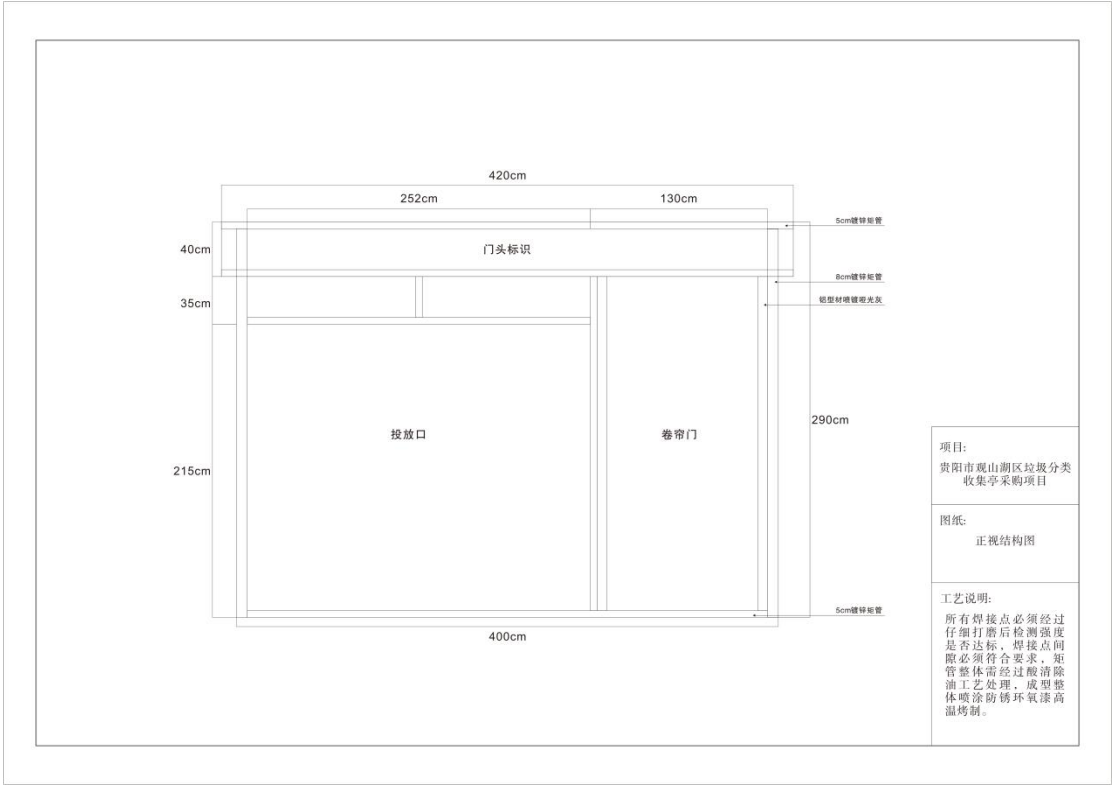 420cm
252cm
130cm
5cm镀锌矩管
40cm
门头标识
8cm镀锌矩管
35cm
铝型材喷镀哑光灰
290cm
投放口
卷帘门
215cm
5cm镀锌矩管
400cm
项目:
贵阳市观山湖区垃圾分类
收集亭采购项目
图纸:
正视结构图
工艺说明:
所有焊接点必须经过
仔细打磨后检测强度
是否达标，焊接点间
隙必须符合要求，矩
管整体需经过酸清除
油工艺处理，成型整
体喷涂防锈环氧漆高
温烤制。